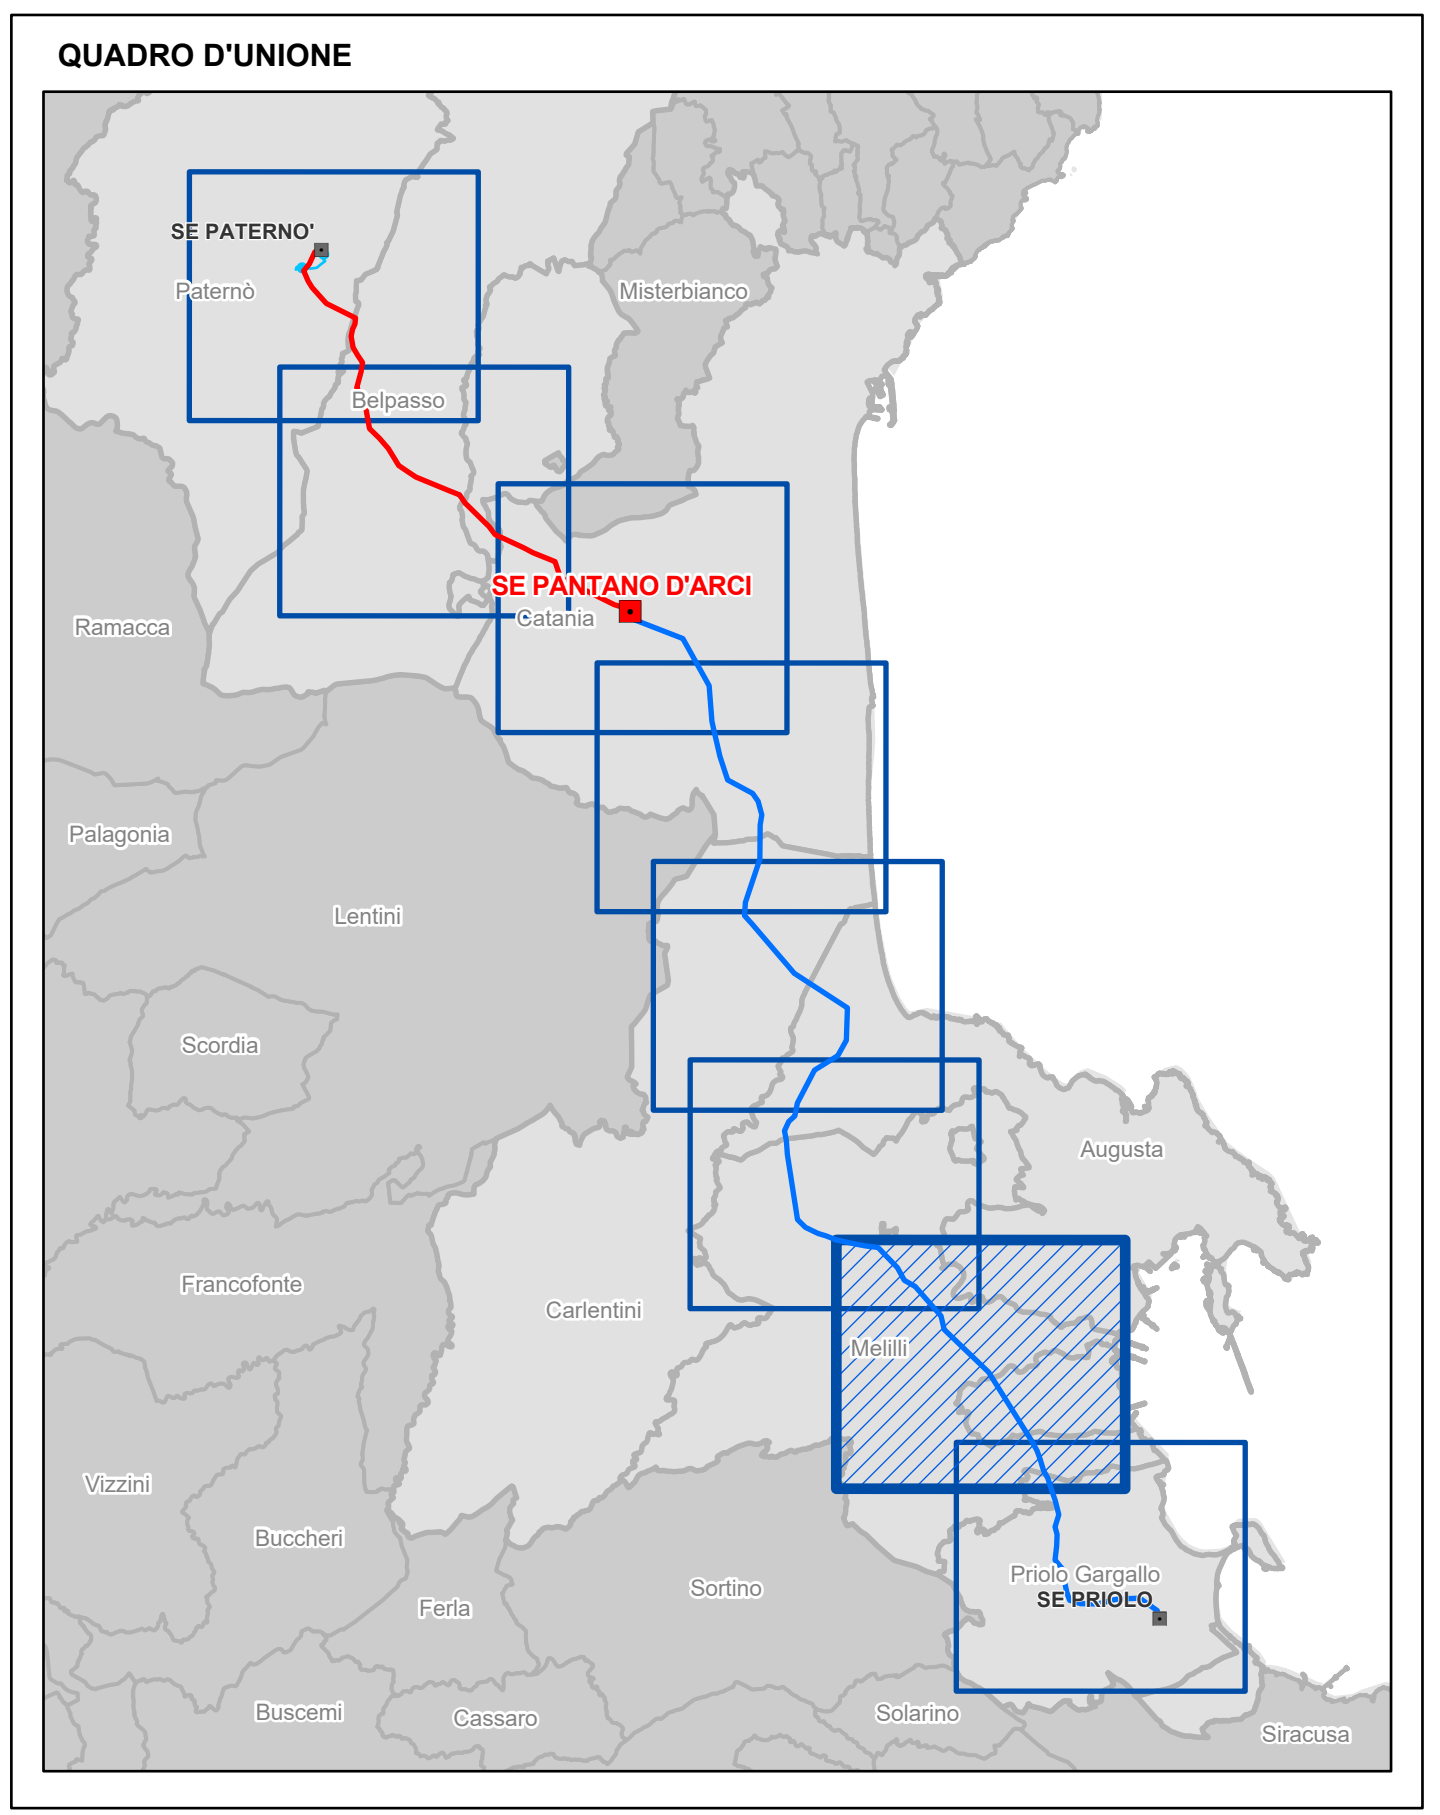 QUADRO D'UNIONE
SE PATERNO'
Paternò
Misterbianco
Belpasso
SE PANTANO D'ARCI
Catania
Ramacca
Palagonia
Lentini
Scordia
Augusta
Francofonte
Carlentini
Melilli
Vizzini
Buccheri
Priolo Gargallo
SE PRIOLO
Sortino
Ferla
Buscemi
Cassaro
Solarino
Siracusa